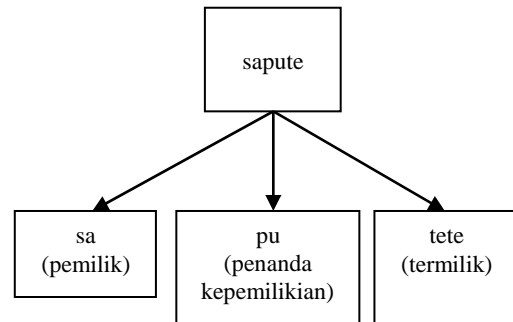 sapute
sa
(pemilik)
pu
(penanda
kepemilikian)
tete
(termilik)